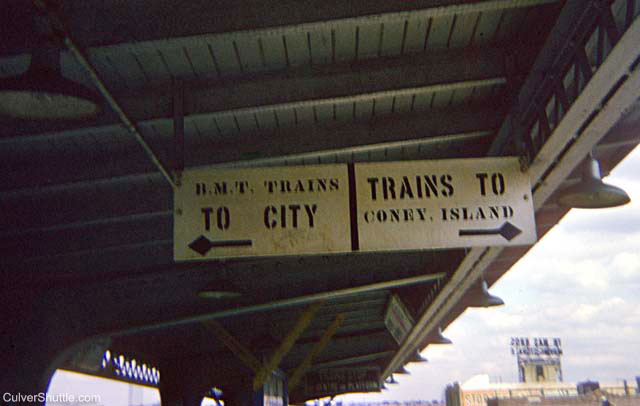 B.M.T. TRAINS
TO CITY
TRAINS TO
CONEY, ISLAND
CulverShuttle.com